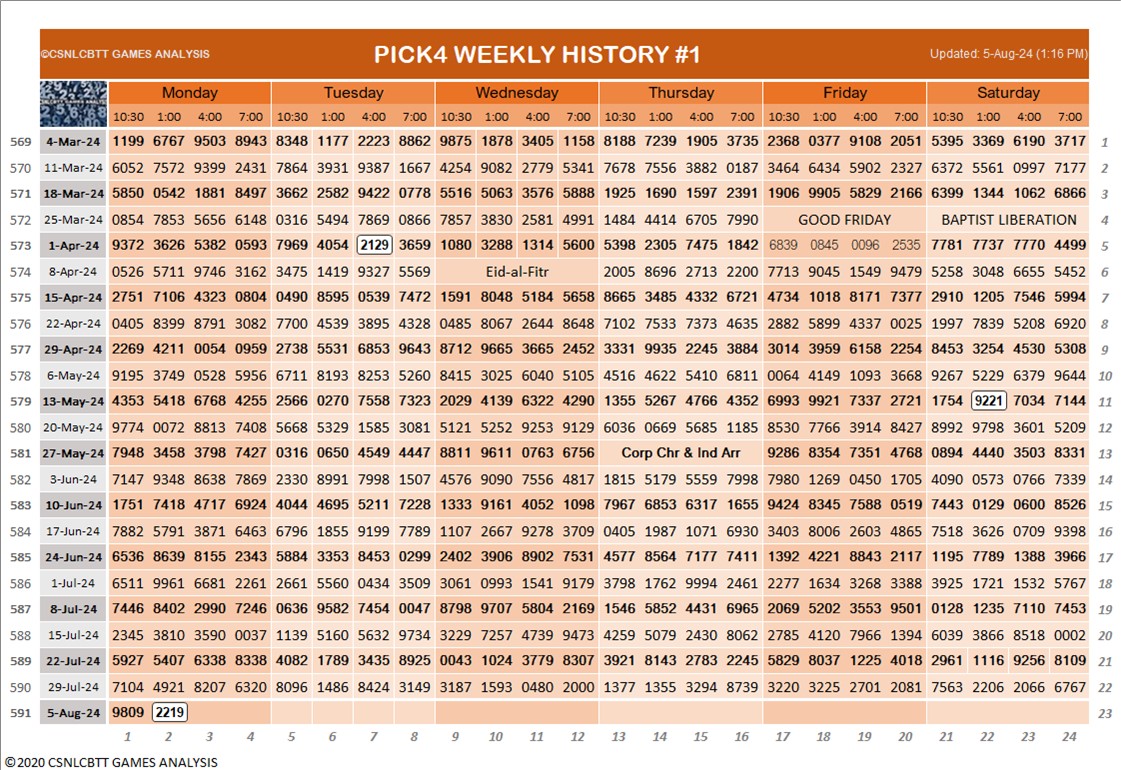 ©CSNLCBTT GAMES ANALYSIS PICK4 WEEKLY HISTORY #1 Updated: 5-Aug-24 (1:16 PM)
CSNLCBTT GAMES ANALYSIS Monday Tuesday Wednesday Thursday Friday Saturday
10:30 1:00 4:00 7:00 10:30 1:00 4:00 7:00 10:30 1:00 4:00 7:00 10:30 1:00 4:00 7:00 10:30 1:00 4:00 7:00 10:30 1:00 4:00 7:00
569 4-Mar-24 1199 6767 9503 8943 8348 1177 2223 8862 9875 1878 3405 1158 8188 7239 1905 3735 2368 0377 9108 2051 5395 3369 6190 3717 1
570 11-Mar-24 6052 7572 9399 2431 7864 3931 9387 1667 4254 9082 2779 5341 7678 7556 3882 0187 3464 6434 5902 2327 6372 5561 0997 7177 2
571 18-Mar-24 5850 0542 1881 8497 3662 2582 9422 0778 5516 5063 3576 5888 1925 1690 1597 2391 1906 9905 5829 2166 6399 1344 1062 6866 3
572 25-Mar-24 0854 7853 5656 6148 0316 5494 7869 0866 7857 3830 2581 4991 1484 4414 6705 7990 GOOD FRIDAY BAPTIST LIBERATION 4
573 1-Apr-24 9372 3626 5382 0593 7969 4054 2129 3659 1080 3288 1314 5600 5398 2305 7475 1842 6839 0845 0096 2535 7781 7737 7770 4499 5
574 8-Apr-24 0526 5711 9746 3162 3475 1419 9327 5569 Eid-al-Fitr 2005 8696 2713 2200 7713 9045 1549 9479 5258 3048 6655 5452 6
575 15-Apr-24 2751 7106 4323 0804 0490 8595 0539 7472 1591 8048 5184 5658 8665 3485 4332 6721 4734 1018 8171 7377 2910 1205 7546 5994 7
576 22-Apr-24 0405 8399 8791 3082 7700 4539 3895 4328 0485 8067 2644 8648 7102 7533 7373 4635 2882 5899 4337 0025 1997 7839 5208 6920 8
577 29-Apr-24 2269 4211 0054 0959 2738 5531 6853 9643 8712 9665 3665 2452 3331 9935 2245 3884 3014 3959 6158 2254 8453 3254 4530 5308 9
578 6-May-24 9195 3749 0528 5956 6711 8193 8253 5260 8415 3025 6040 5105 4516 4622 5410 6811 0064 4149 1093 3668 9267 5229 6379 9644 10
579 13-May-24 4353 5418 6768 4255 2566 0270 7558 7323 2029 4139 6322 4290 1355 5267 4766 4352 6993 9921 7337 2721 1754 9221 7034 7144 11
580 20-May-24 9774 0072 8813 7408 5668 5329 1585 3081 5121 5252 9253 9129 6036 0669 5685 1185 8530 7766 3914 8427 8992 9798 3601 5209 12
581 27-May-24 7948 3458 3798 7427 0316 0650 4549 4447 8811 9611 0763 6756 Corp Chr & Ind Arr 9286 8354 7351 4768 0894 4440 3503 8331 13
582 3-Jun-24 7147 9348 8638 7869 2330 8991 7998 1507 4576 9090 7556 4817 1815 5179 5559 7998 7980 1269 0450 1705 4090 0573 0766 7339 14
583 10-Jun-24 1751 7418 4717 6924 4044 4695 5211 7228 1333 9161 4052 1098 7967 6853 6317 1655 9424 8345 7588 0519 7443 0129 0600 8526 15
584 17-Jun-24 7882 5791 3871 6463 6796 1855 9199 7789 1107 2667 9278 3709 0405 1987 1071 6930 3403 8006 2603 4865 7518 3626 0709 9398 16
585 24-Jun-24 6536 8639 8155 2343 5884 3353 8453 0299 2402 3906 8902 7531 4577 8564 7177 7411 1392 4221 8843 2117 1195 7789 1388 3966 17
586 1-Jul-24 6511 9961 6681 2261 2661 5560 0434 3509 3061 0993 1541 9179 3798 1762 9994 2461 2277 1634 3268 3388 3925 1721 1532 5767 18
587 8-Jul-24 7446 8402 2990 7246 0636 9582 7454 0047 8798 9707 5804 2169 1546 5852 4431 6965 2069 5202 3553 9501 0128 1235 7110 7453 19
588 15-Jul-24 2345 3810 3590 0037 1139 5160 5632 9734 3229 7257 4739 9473 4259 5079 2430 8062 2785 4120 7966 1394 6039 3866 8518 0002 20
589 22-Jul-24 5927 5407 6338 8338 4082 1789 3435 8925 0043 1024 3779 8307 3921 8143 2783 2245 5829 8037 1225 4018 2961 1116 9256 8109 21
590 29-Jul-24 7104 4921 8207 6320 8096 1486 8424 3149 3187 1593 0480 2000 1377 1355 3294 8739 3220 3225 2701 2081 7563 2206 2066 6767 22
591 5-Aug-24 9809 2219 23
1 2 3 4 5 6 7 8 9 10 11 12 13 14 15 16 17 18 19 20 21 22 23 24
©2020 CSNLCBTT GAMES ANALYSIS